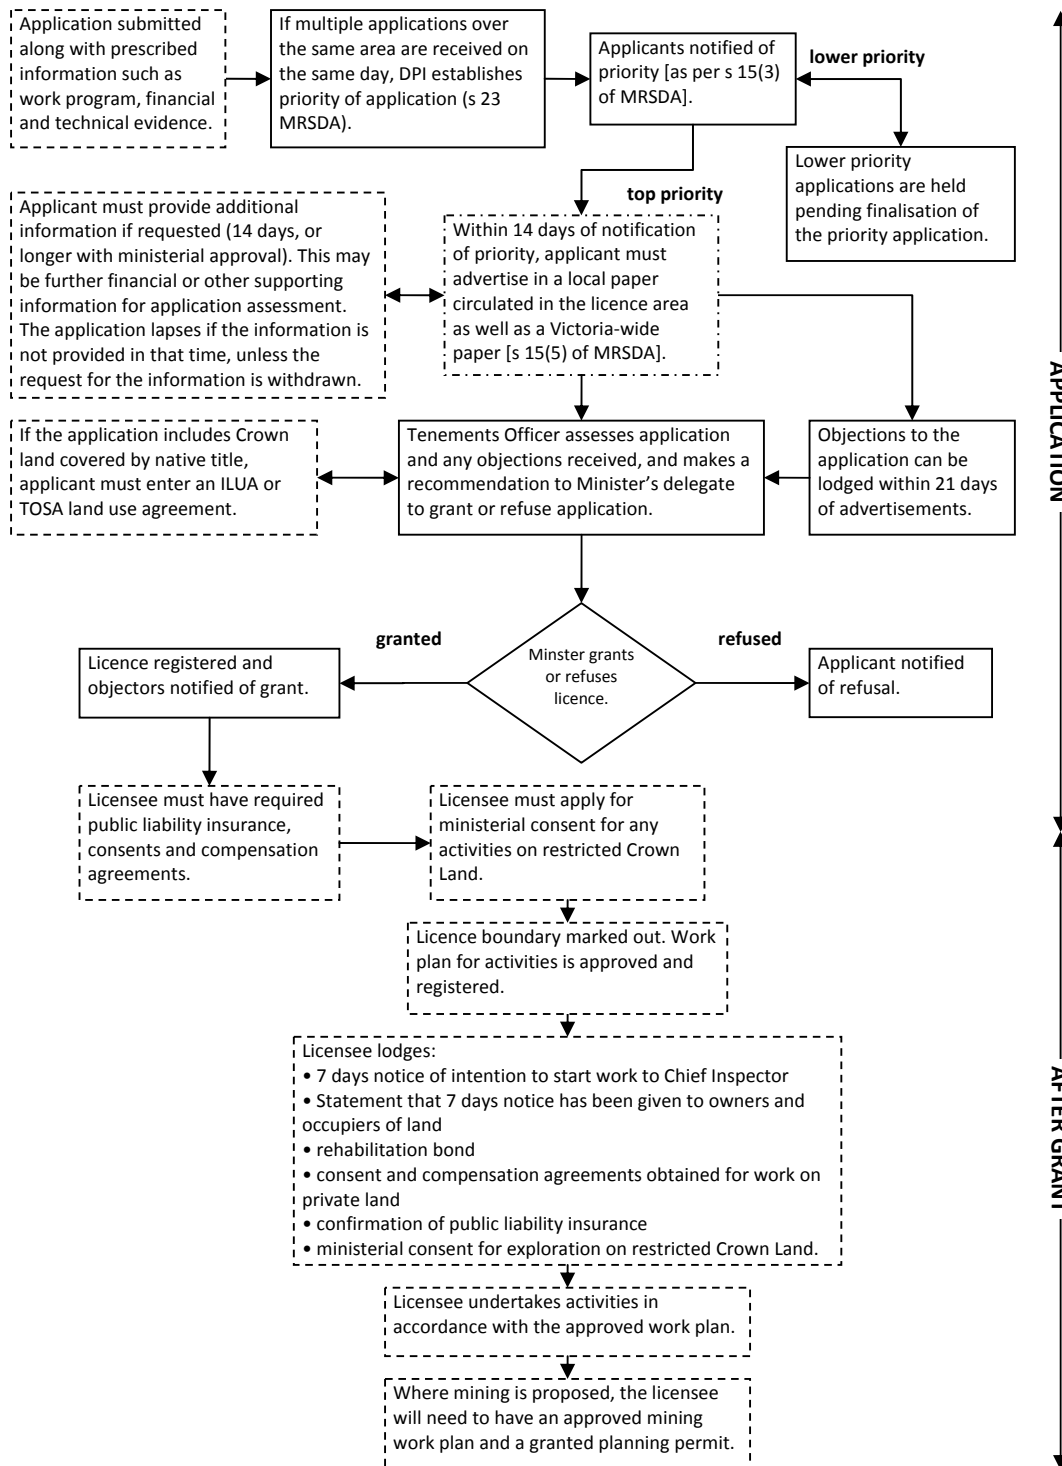 Application submitted
along with prescribed
information such as
work program, financial
and technical evidence.
If multiple applications over
the same area are received on
the same day, DPI establishes
priority of application (s 23
MRSDA).
Applicants notified of
priority [as per s 15(3)
of MRSDA].
lower priority
Lower priority
applications are held
pending finalisation of
the priority application.
top priority
Applicant must provide additional
information if requested (14 days, or
longer with ministerial approval). This may
be further financial or other supporting
information for application assessment.
The application lapses if the information is
not provided in that time, unless the
request for the information is withdrawn.
Within 14 days of notification
of priority, applicant must
advertise in a local paper
circulated in the licence area
as well as a Victoria-wide
paper [s 15(5) of MRSDA].
If the application includes Crown
land covered by native title,
applicant must enter an ILUA or
TOSA land use agreement.
Tenements Officer assesses application
and any objections received, and makes a
recommendation to Minister's delegate
to grant or refuse application.
Objections to the
application can be
lodged within 21 days
of advertisements.
APPLICATION
granted
refused
Minster grants
or refuses
licence.
Licence registered and
objectors notified of grant.
Applicant notified
of refusal.
Licensee must have required
public liability insurance,
consents and compensation
agreements.
Licensee must apply for
ministerial consent for any
activities on restricted Crown
Land.
Licence boundary marked out. Work
plan for activities is approved and
registered.
Licensee lodges:
• 7 days notice of intention to start work to Chief Inspector
• Statement that 7 days notice has been given to owners and
occupiers of land
• rehabilitation bond
• consent and compensation agreements obtained for work on
private land
• confirmation of public liability insurance
• ministerial consent for exploration on restricted Crown Land.
AFTER GRANT
Licensee undertakes activities in
accordance with the approved work plan.
Where mining is proposed, the licensee
will need to have an approved mining
work plan and a granted planning permit.